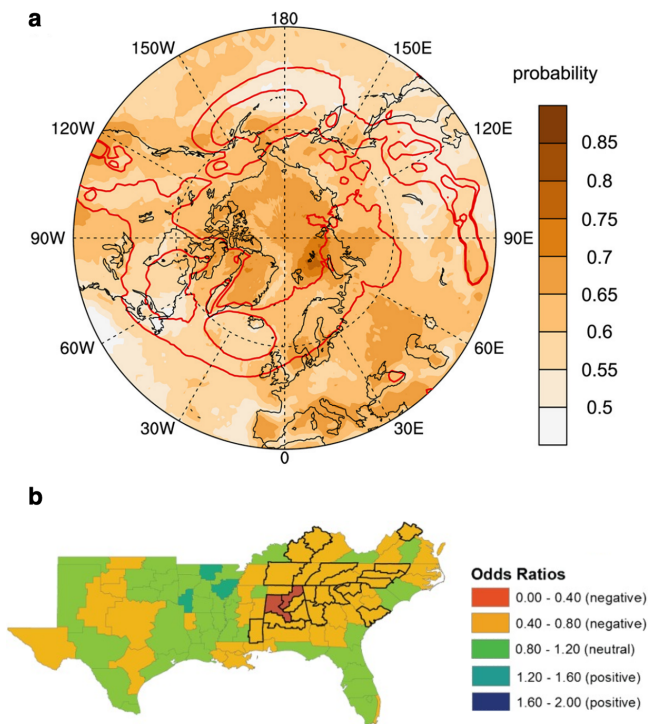 a
180
150W
150E
probability
120W
120E
0.85
0.8
0.75
90W
90E
0.7
0.65
0.6
60W
60E
0.55
0.5
30W
30E
0
b
Odds Ratios
0.00 - 0.40 (negative)
0.40 - 0.80 (negative)
0.80 - 1.20 (neutral)
1.20 - 1.60 (positive)
1.60 - 2.00 (positive)